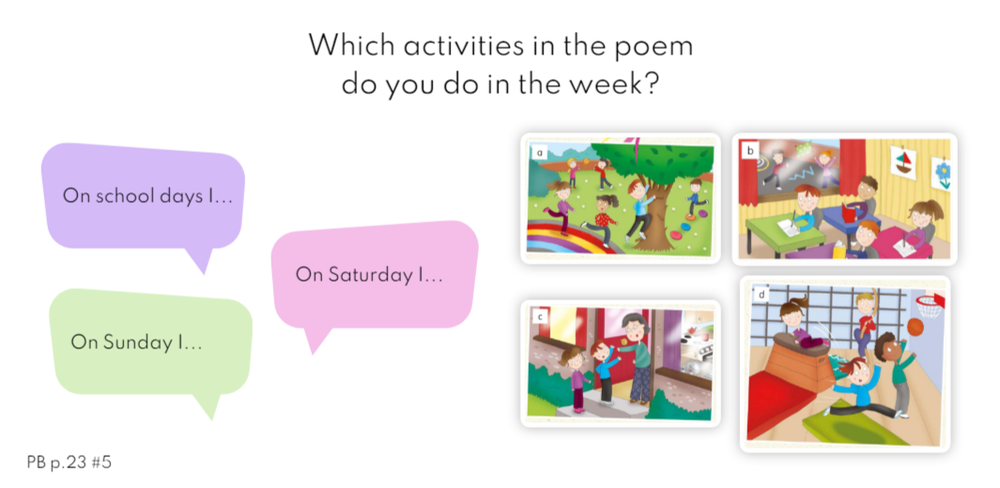 Which activities in the poem
do you do in the week?
On school days I...
On Saturday I...
On Sunday I...
a
b
c
d
PB p.23 #5